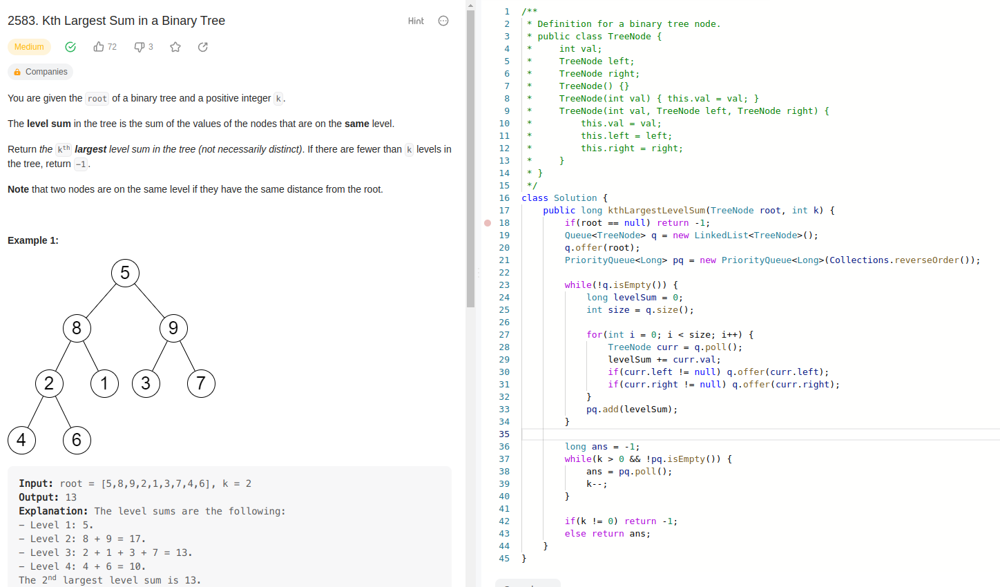 2583. Kth Largest Sum in a Binary Tree
Hint
Medium 72 3
Companies
You are given the root of a binary tree and a positive integer k.
The level sum in the tree is the sum of the values of the nodes that are on the same level.
Return the kth largest level sum in the tree (not necessarily distinct). If there are fewer than k levels in
the tree, return -1.
Note that two nodes are on the same level if they have the same distance from the root.
Example 1:
5
8 9
2 1 3 7
4 6
Input: root = [5,8,9,2,1,3,7,4,6], k = 2
Output: 13
Explanation: The level sums are the following:
- Level 1: 5.
- Level 2: 8 + 9 = 17.
- Level 3: 2 + 1 + 3 + 7 = 13.
- Level 4: 4 + 6 = 10.
The 2nd largest level sum is 13.
1 /**
2  * Definition for a binary tree node.
3  * public class TreeNode {
4  *     int val;
5  *     TreeNode left;
6  *     TreeNode right;
7  *     TreeNode() {}
8  *     TreeNode(int val) { this.val = val; }
9  *     TreeNode(int val, TreeNode left, TreeNode right) {
10  *         this.val = val;
11  *         this.left = left;
12  *         this.right = right;
13  *     }
14  * }
15  */
16 class Solution {
17     public long kthLargestLevelSum(TreeNode root, int k) {
18         if(root == null) return -1;
19         Queue<TreeNode> q = new LinkedList<TreeNode>();
20         q.offer(root);
21         PriorityQueue<Long> pq = new PriorityQueue<Long>(Collections.reverseOrder());
22
23         while(!q.isEmpty()) {
24             long levelSum = 0;
25             int size = q.size();
26
27             for(int i = 0; i < size; i++) {
28                 TreeNode curr = q.poll();
29                 levelSum += curr.val;
30                 if(curr.left != null) q.offer(curr.left);
31                 if(curr.right != null) q.offer(curr.right);
32             }
33             pq.add(levelSum);
34         }
35
36         long ans = -1;
37         while(k > 0 && !pq.isEmpty()) {
38             ans = pq.poll();
39             k--;
40         }
41
42         if(k != 0) return -1;
43         else return ans;
44     }
45 }